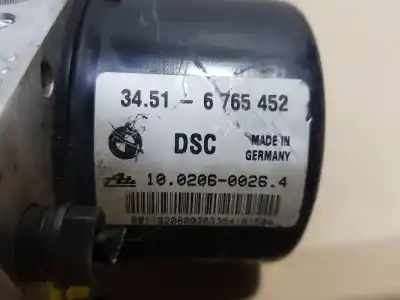 34.51 - 6 765 452
DSC
MADE IN
GERMANY
10.0206-0026.4